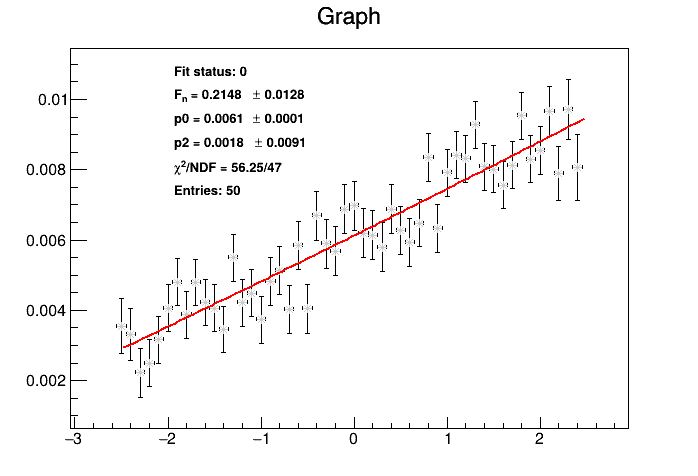 Graph
Fit status: 0
Fn = 0.2148 ± 0.0128
p0 = 0.0061 ± 0.0001
p2 = 0.0018 ± 0.0091
χ²/NDF = 56.25/47
Entries: 50
0.01
0.008
0.006
0.004
0.002
−3 −2 −1 0 1 2